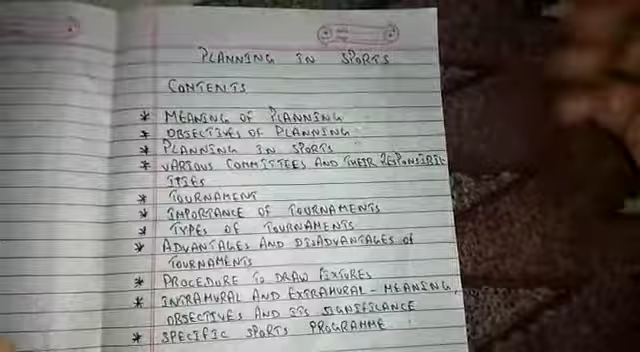 PLANNING IN SPORTS
CONTENTS
* MEANING OF PLANNING
* OBJECTIVES OF PLANNING
* PLANNING IN SPORTS
* VARIOUS COMMITTEES AND THEIR RESPONSIBIL
ITIES
* TOURNAMENT
* IMPORTANCE OF TOURNAMENTS
* TYPES OF TOURNAMENTS
* ADVANTAGES AND DISADVANTAGES OF
TOURNAMENTS
* PROCEDURE TO DRAW FIXTURES
* INTRAMURAL AND EXTRAMURAL - MEANING,
OBJECTIVES AND ITS SIGNIFICANCE
* SPECIFIC SPORTS PROGRAMME